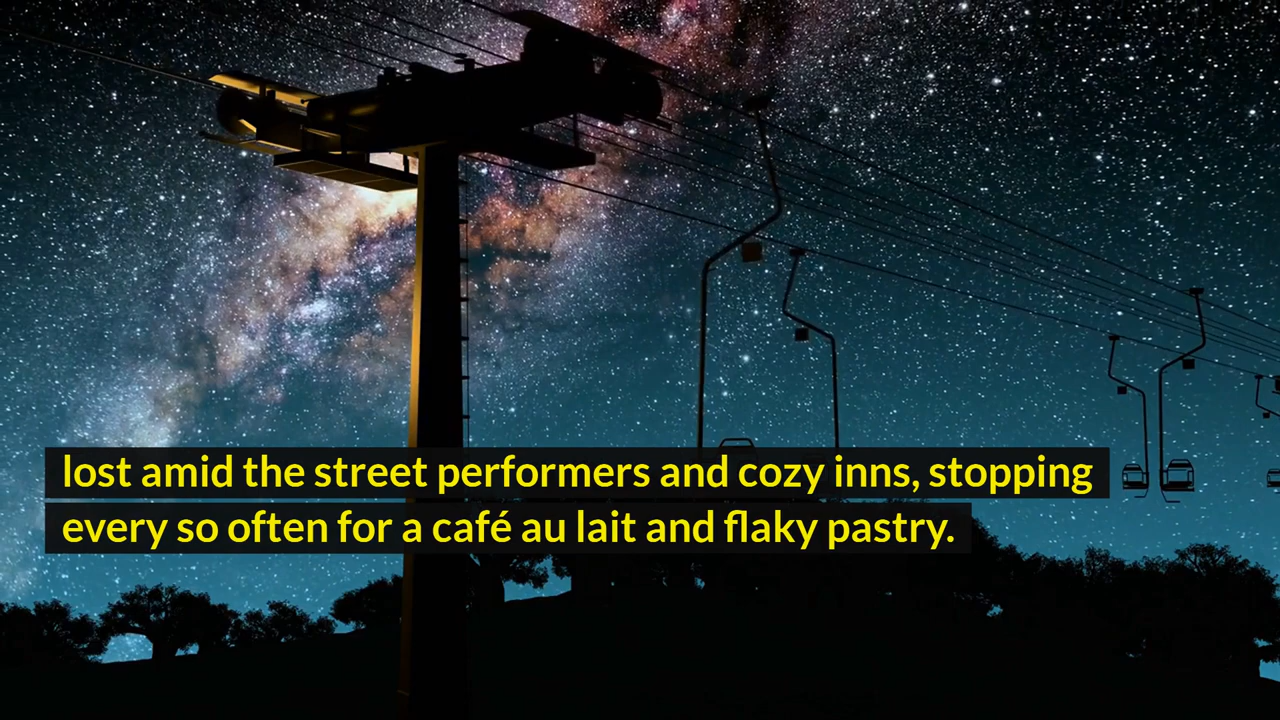 lost amid the street performers and cozy inns, stopping
every so often for a café au lait and flaky pastry.